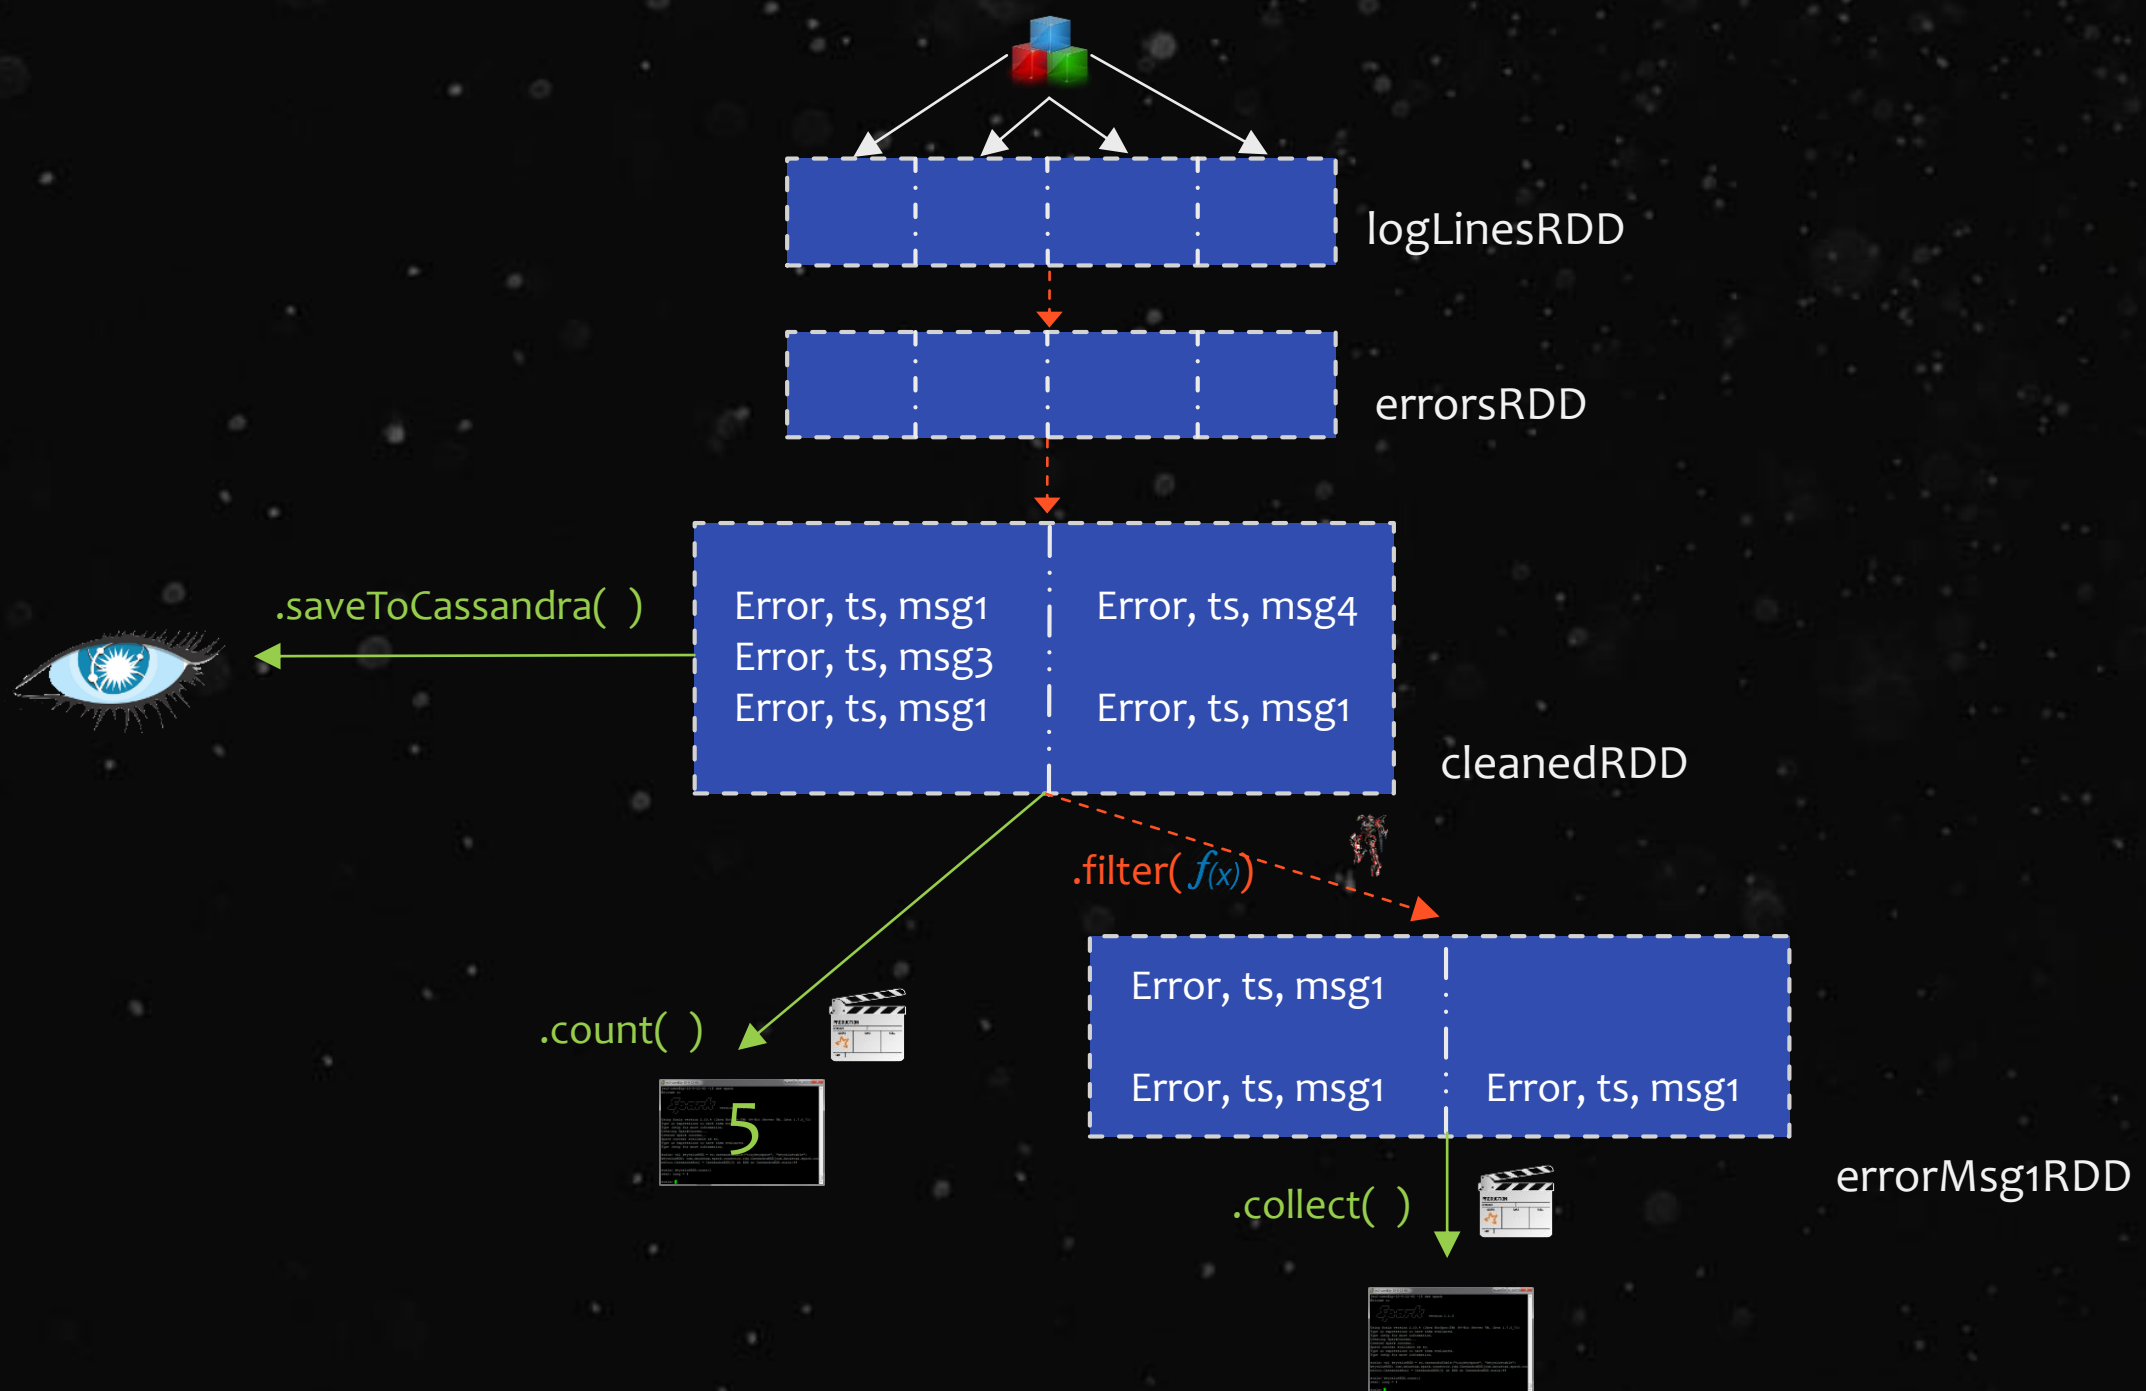 logLinesRDD
errorsRDD
.saveToCassandra( )
Error, ts, msg1
Error, ts, msg3
Error, ts, msg1
Error, ts, msg4
Error, ts, msg1
cleanedRDD
.filter( f(x))
Error, ts, msg1
Error, ts, msg1
Error, ts, msg1
.count( )
5
errorMsg1RDD
.collect( )